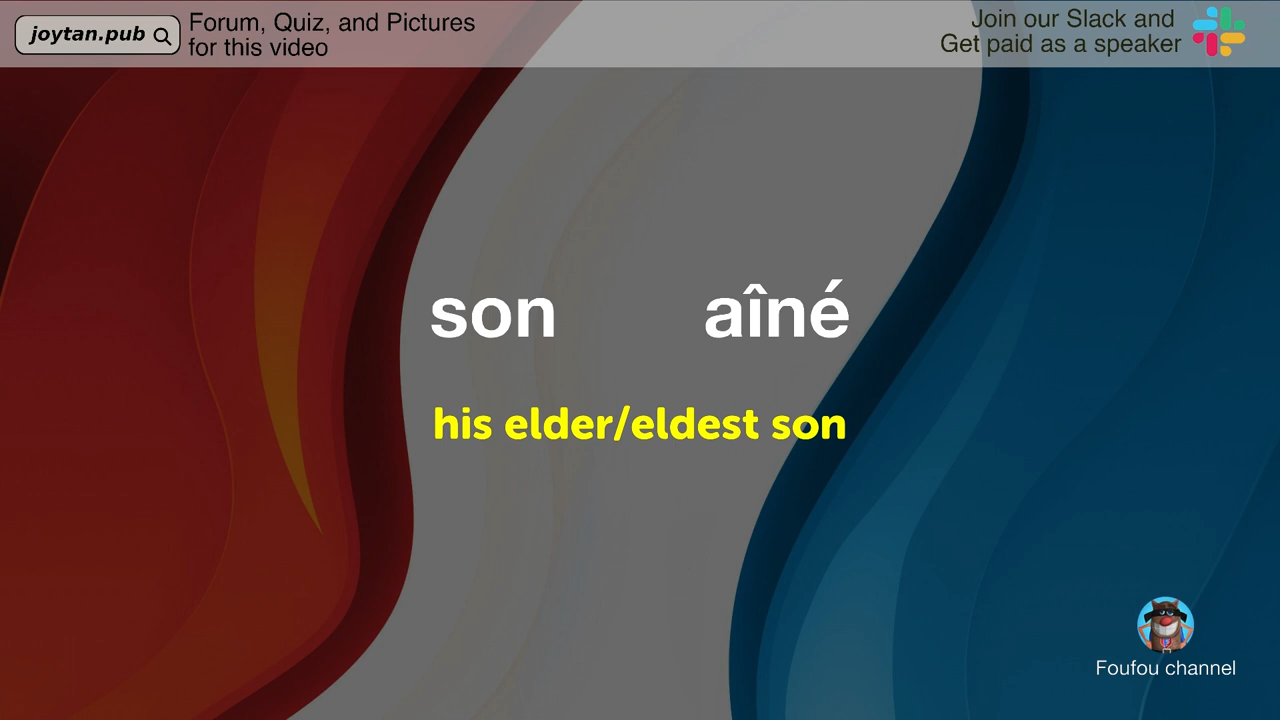 joytan.pub
Forum, Quiz, and Pictures
for this video
Join our Slack and
Get paid as a speaker
son aîné
his elder/eldest son
Foufou channel